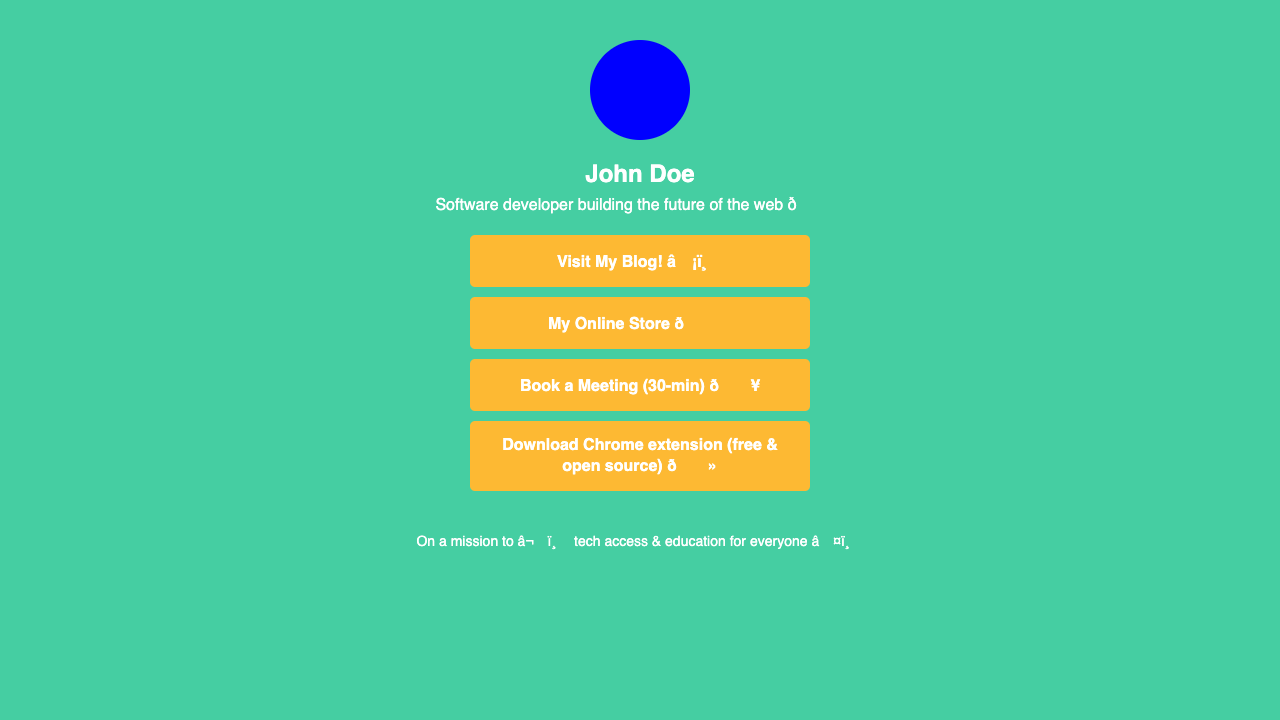 John Doe
Software developer building the future of the web ð
Visit My Blog! â ¡ï¸
My Online Store ð
Book a Meeting (30-min) ð ¥
Download Chrome extension (free &
open source) ð »
On a mission to â¬ ï¸ tech access & education for everyone â ¤ï¸